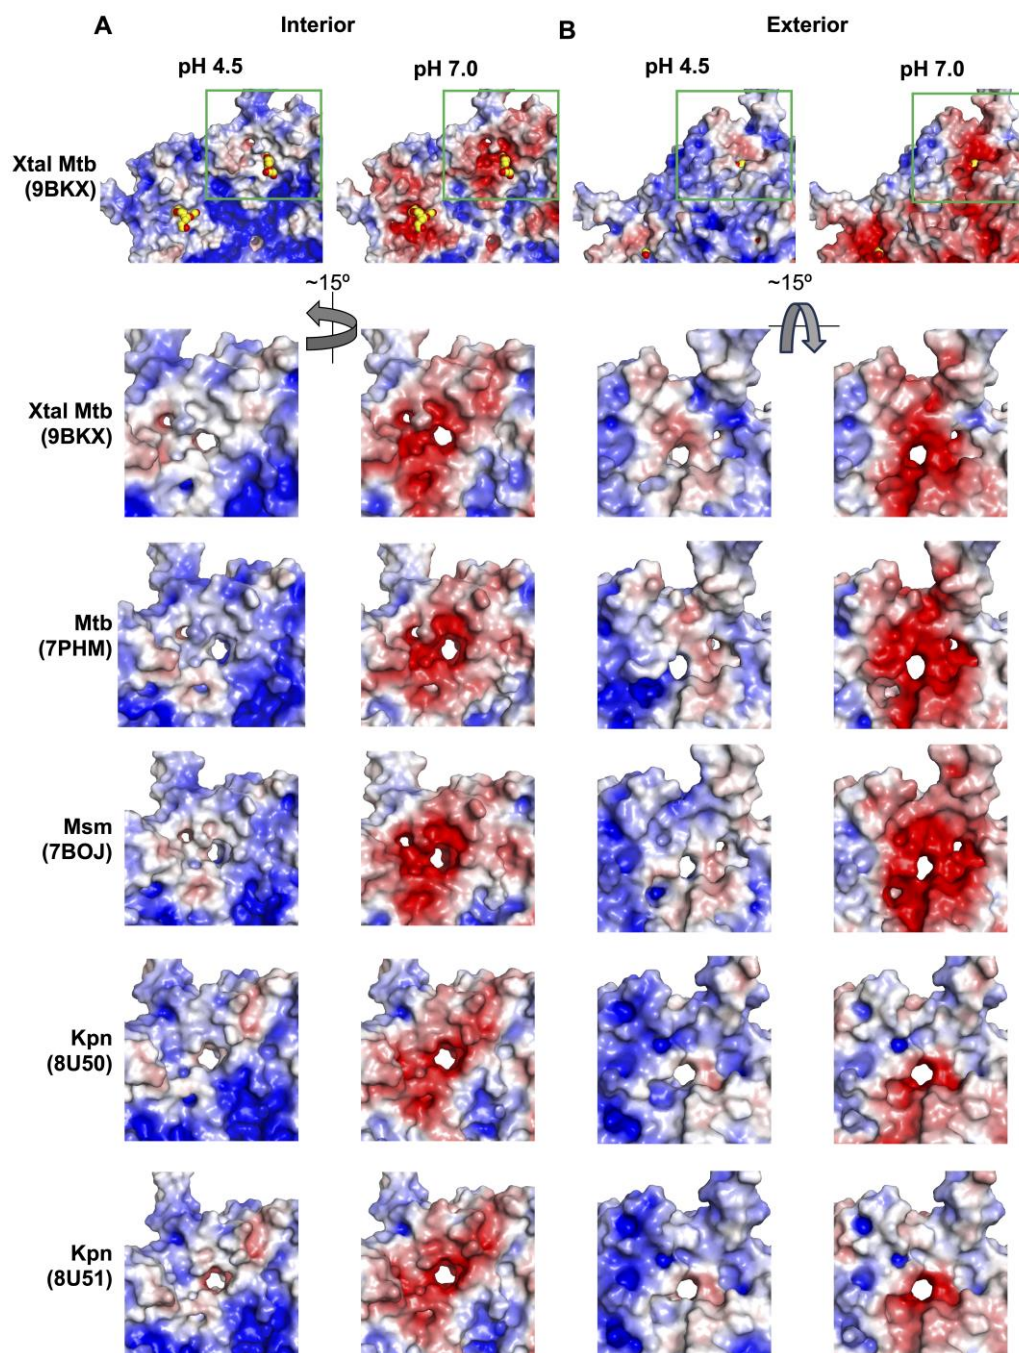 A Interior B Exterior
pH 4.5 pH 7.0 pH 4.5 pH 7.0
Xtal Mtb
(9BKX)
~15º ~15º
Xtal Mtb
(9BKX)
Mtb
(7PHM)
Msm
(7BOJ)
Kpn
(8U50)
Kpn
(8U51)